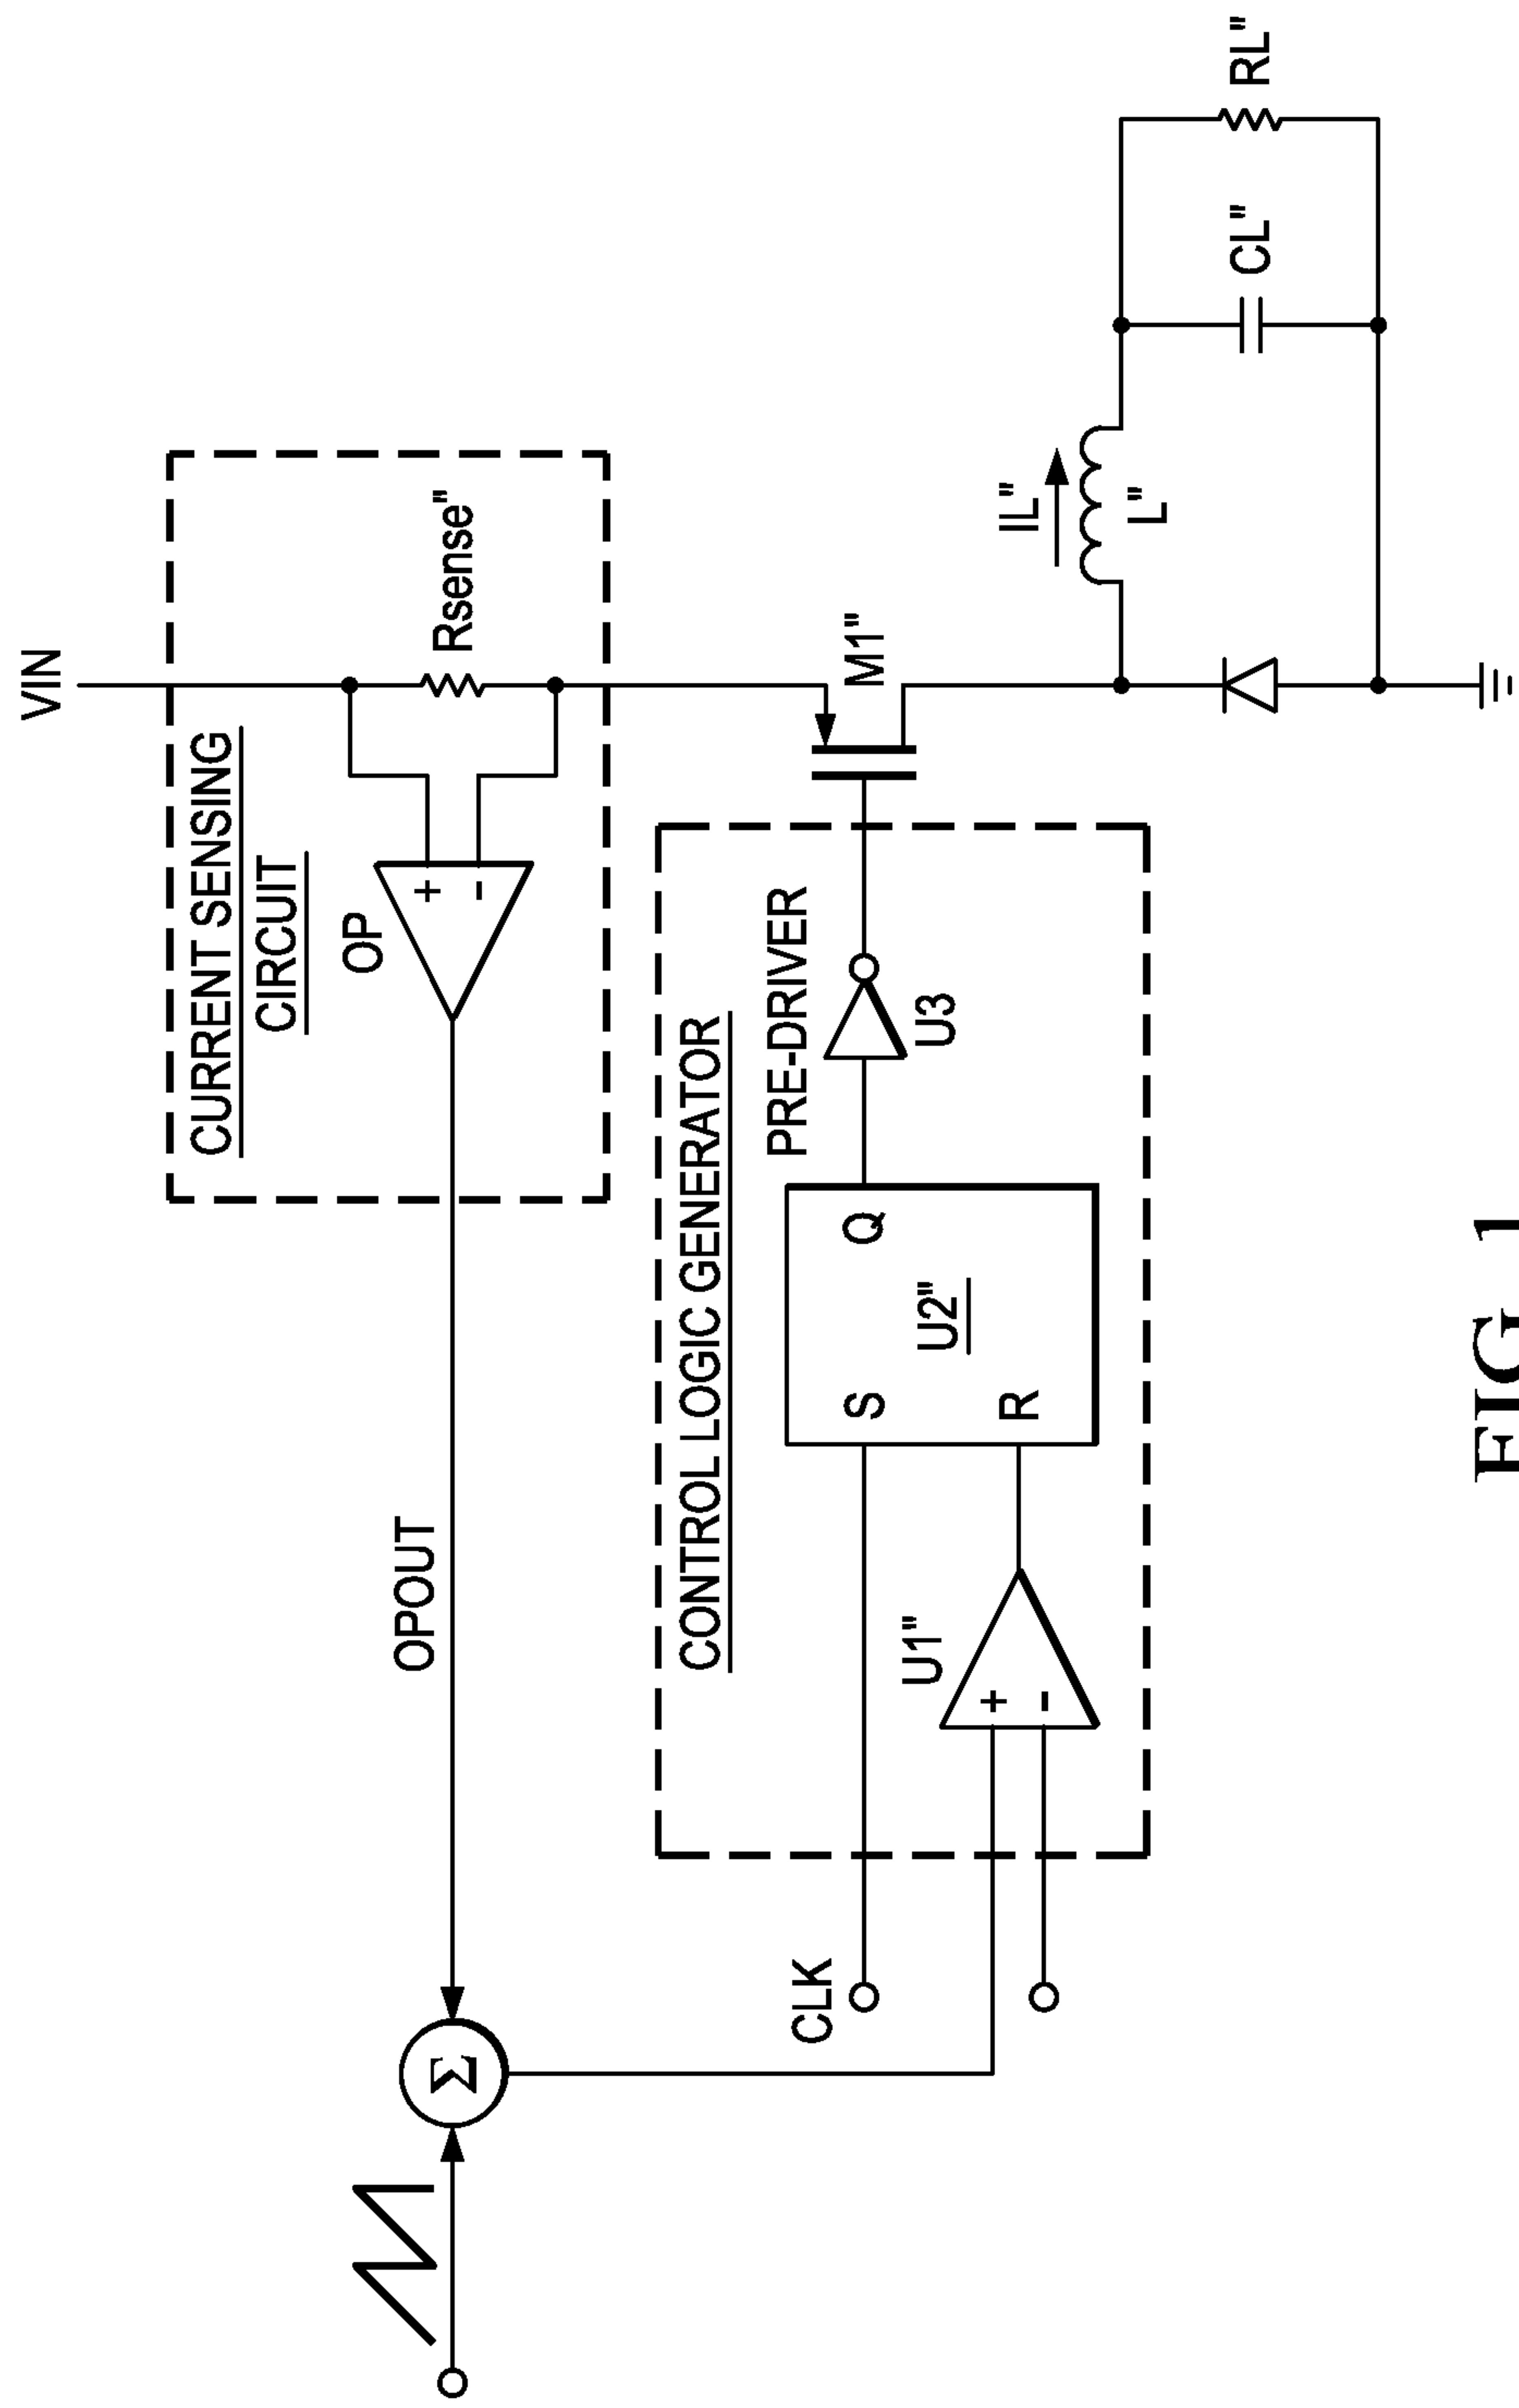 VIN
CURRENT SENSING
CIRCUIT
Rsense"
OP
+
-
OPOUT
Σ
CONTROL LOGIC GENERATOR
PRE-DRIVER
M1"
CLK
S
Q
U3
U2"
R
U1"
+
-
IL"
L"
CL"
RL"
FIG. 1